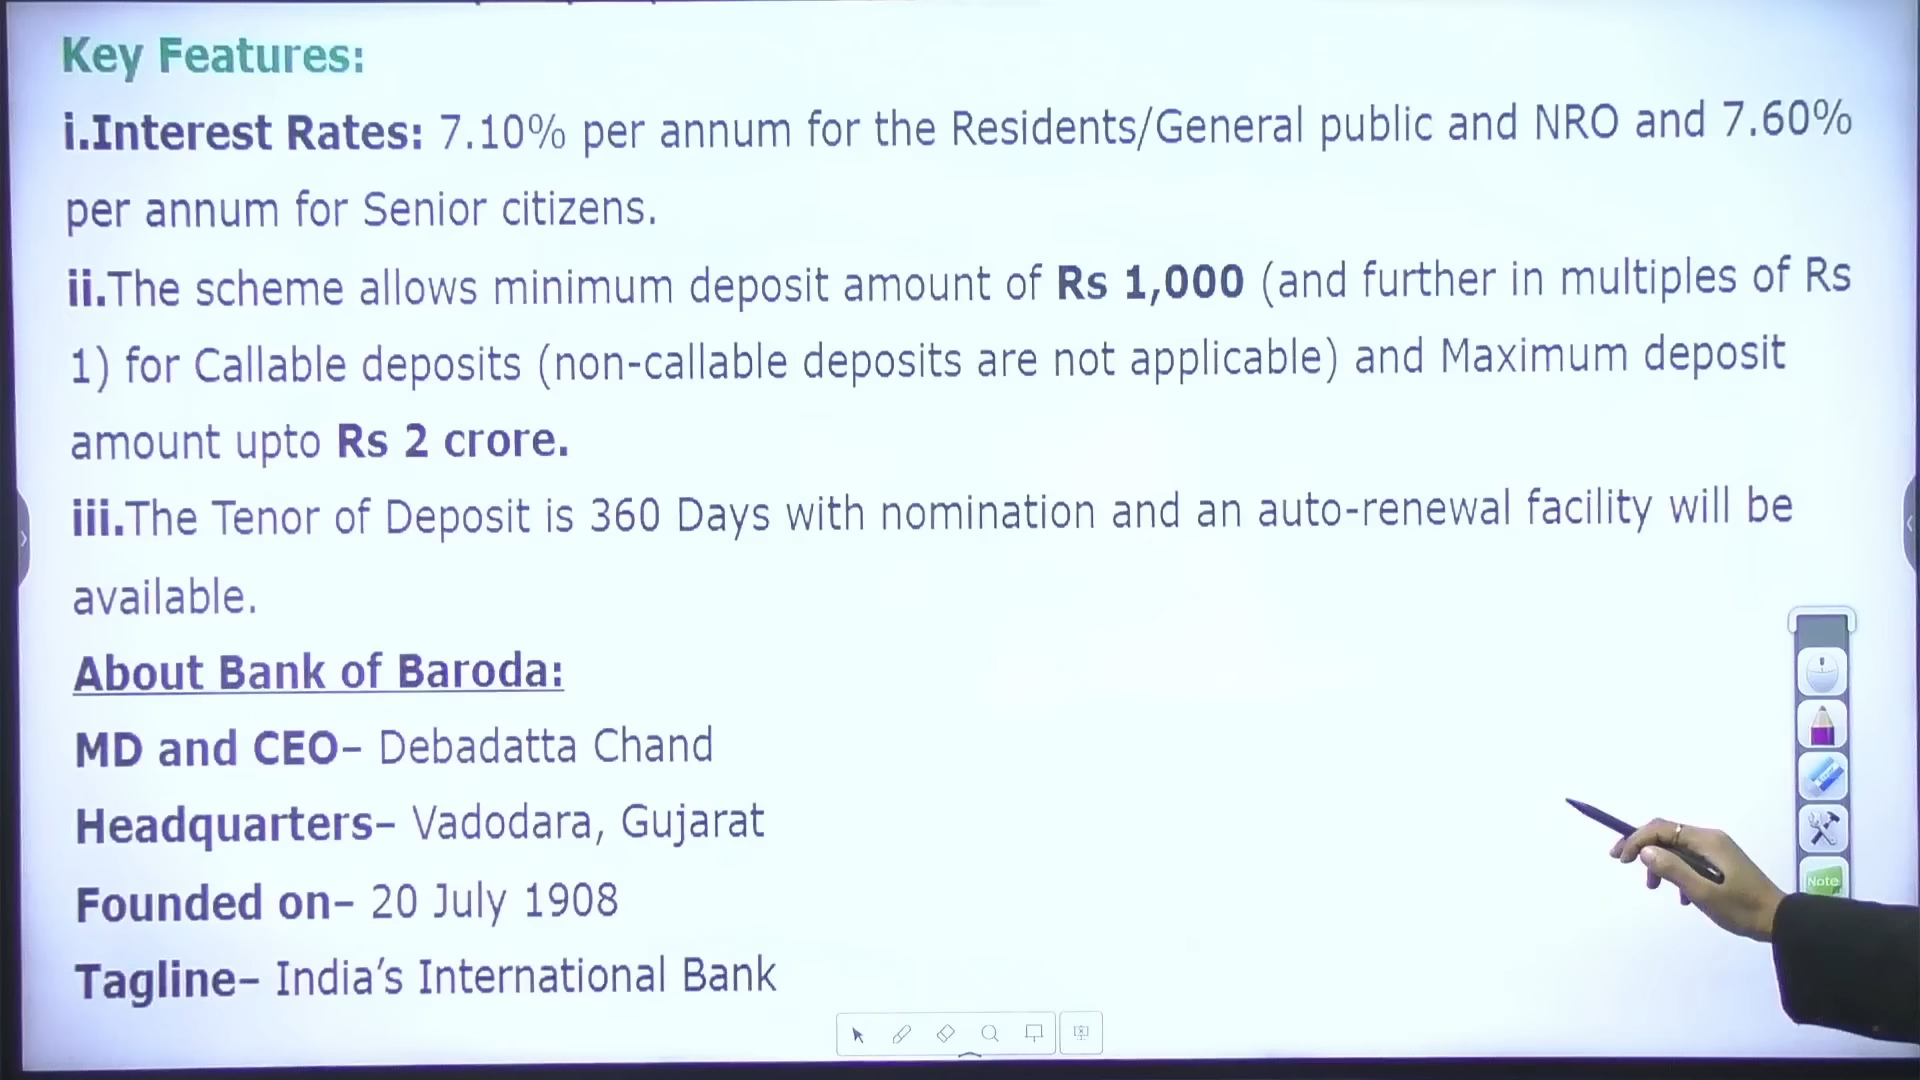 Key Features:
i.Interest Rates: 7.10% per annum for the Residents/General public and NRO and 7.60%
per annum for Senior citizens.
ii.The scheme allows minimum deposit amount of Rs 1,000 (and further in multiples of Rs
1) for Callable deposits (non-callable deposits are not applicable) and Maximum deposit
amount upto Rs 2 crore.
iii.The Tenor of Deposit is 360 Days with nomination and an auto-renewal facility will be
available.
About Bank of Baroda:
MD and CEO– Debadatta Chand
Headquarters– Vadodara, Gujarat
Founded on– 20 July 1908
Tagline– India’s International Bank
Note